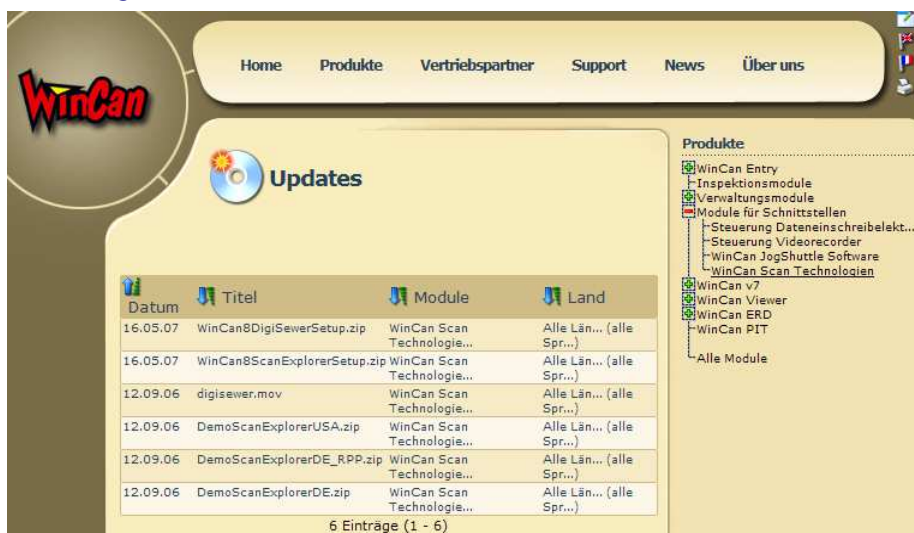 WinCan
Home Produkte Vertriebspartner Support News Über uns
Updates
Datum Titel Module Land
16.05.07 WinCan8DigiSewerSetup.zip WinCan Scan Technologie... Alle Län... (alle Spr...)
16.05.07 WinCan8ScanExplorerSetup.zip WinCan Scan Technologie... Alle Län... (alle Spr...)
12.09.06 digisewer.mov WinCan Scan Technologie... Alle Län... (alle Spr...)
12.09.06 DemoScanExplorerUSA.zip WinCan Scan Technologie... Alle Län... (alle Spr...)
12.09.06 DemoScanExplorerDE_RPP.zip WinCan Scan Technologie... Alle Län... (alle Spr...)
12.09.06 DemoScanExplorerDE.zip WinCan Scan Technologie... Alle Län... (alle Spr...)
6 Einträge (1 - 6)
Produkte
WinCan Entry
Inspektionsmodule
Verwaltungsmodule
Module für Schnittstellen
Steuerung Dateneinschreibelekt...
Steuerung Videorecorder
WinCan JogShuttle Software
WinCan Scan Technologien
WinCan v7
WinCan Viewer
WinCan ERD
WinCan PIT
Alle Module